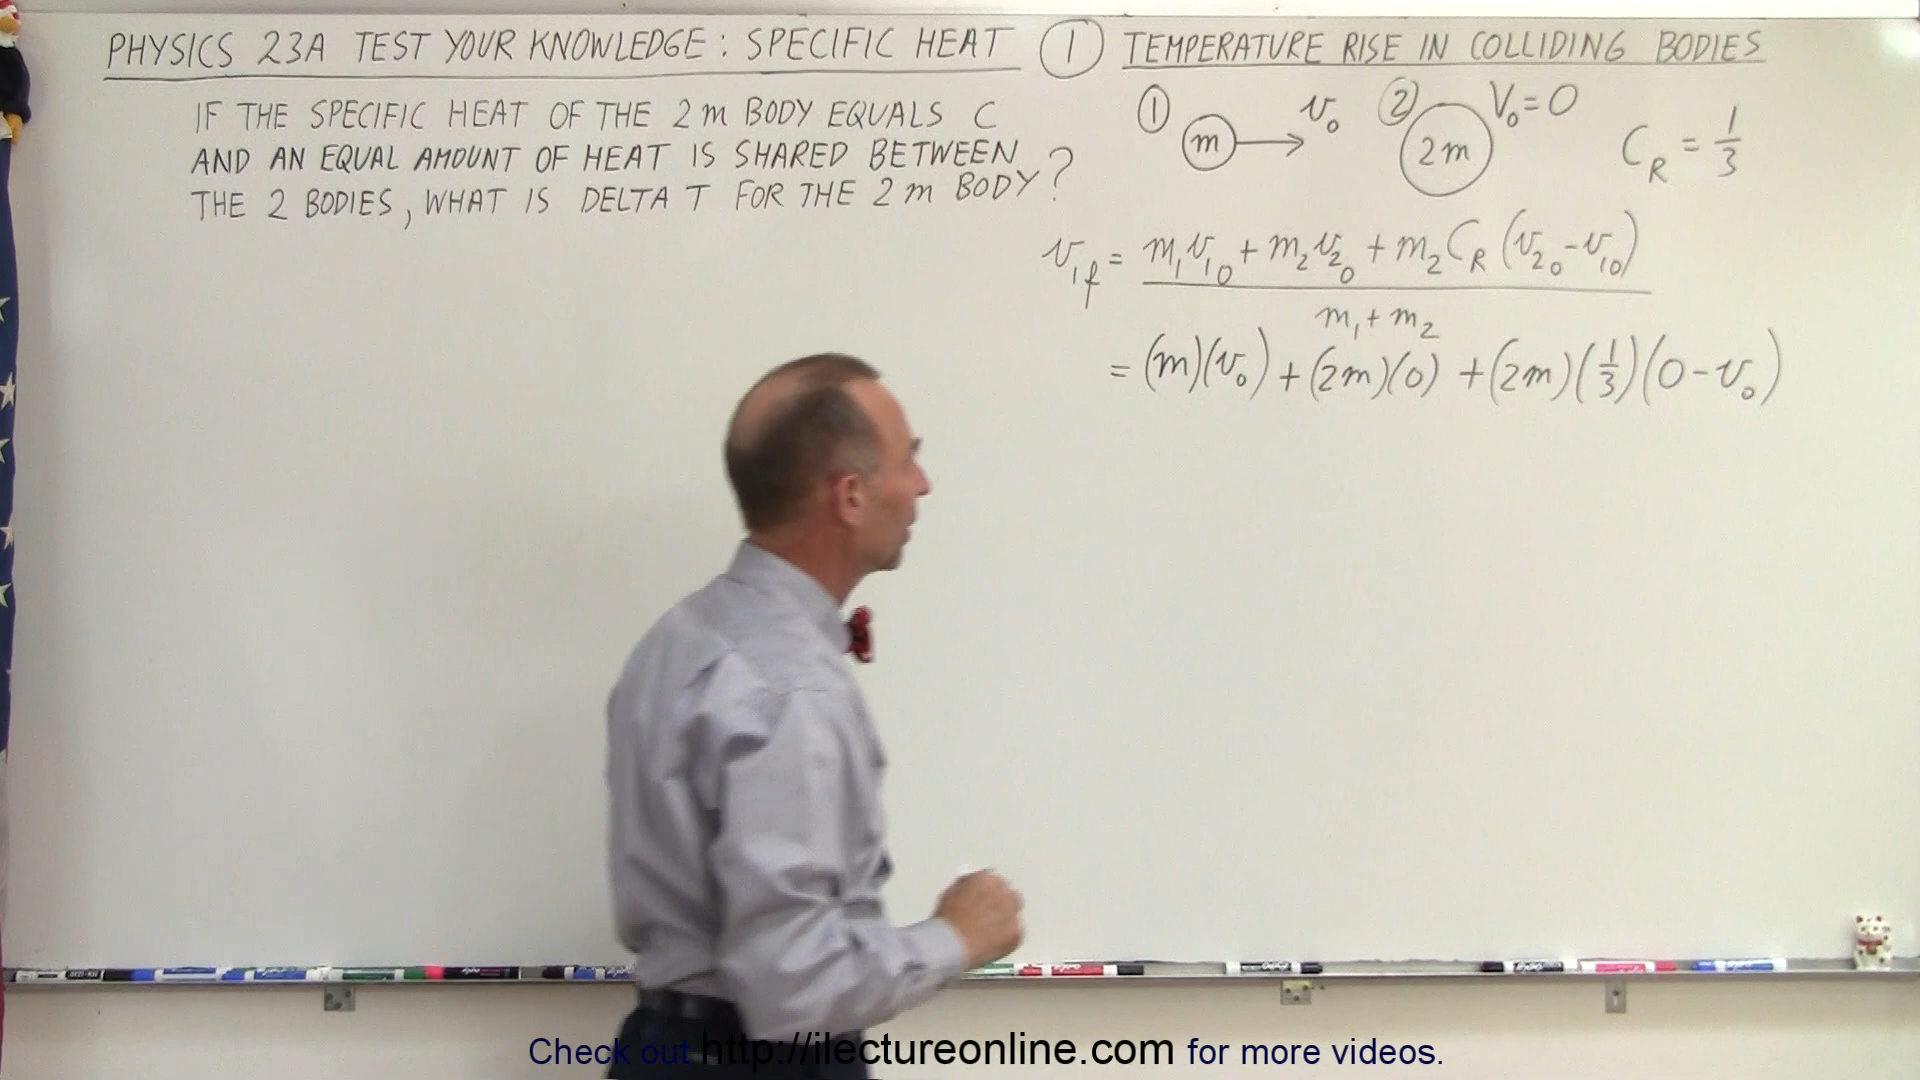 PHYSICS 23A TEST YOUR KNOWLEDGE: SPECIFIC HEAT ① TEMPERATURE RISE IN COLLIDING BODIES
IF THE SPECIFIC HEAT OF THE 2m BODY EQUALS C
AND AN EQUAL AMOUNT OF HEAT IS SHARED BETWEEN
THE 2 BODIES, WHAT IS DELTA T FOR THE 2m BODY?
① m → v₀ ② 2m V₀=0 C_R = 1/3
v_1f = (m₁v₁₀ + m₂v₂₀ + m₂C_R(v₂₀-v₁₀)) / (m₁+m₂)
= (m)(v₀) + (2m)(0) + (2m)(1/3)(0-v₀)
Check out http://ilectureonline.com for more videos.